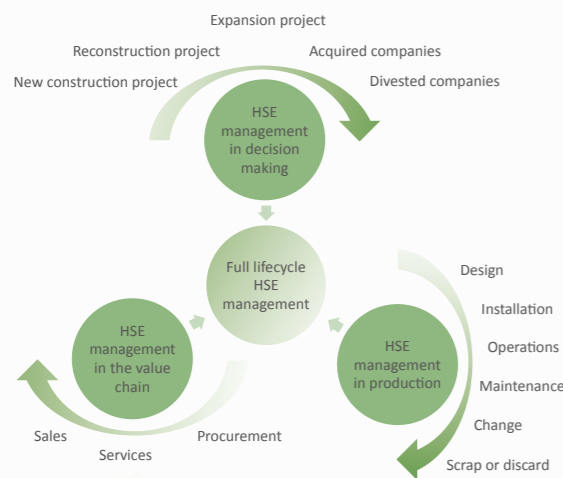 Expansion project
Reconstruction project
Acquired companies
New construction project
Divested companies
HSE
management
in decision
making
Full lifecycle
HSE
management
Design
Installation
Operations
Maintenance
Change
Scrap or discard
HSE
management
in production
HSE
management
in the value
chain
Sales
Services
Procurement